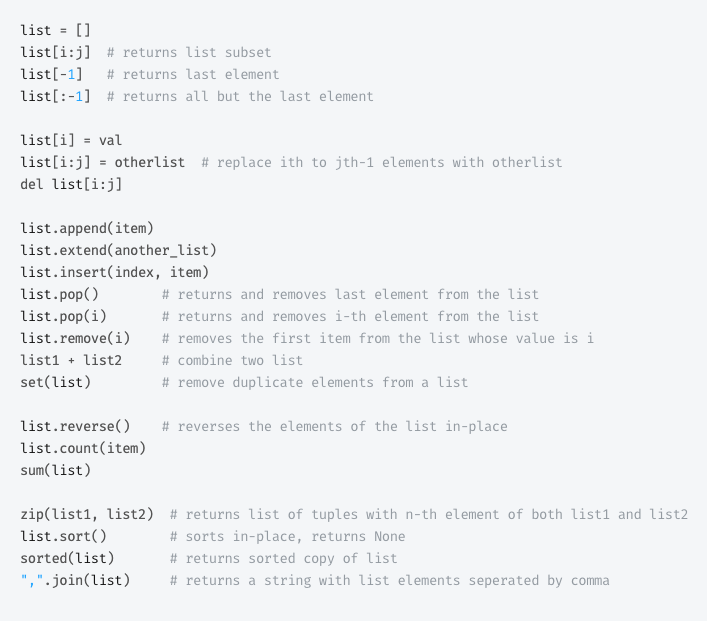 list = []
list[i:j]  # returns list subset
list[-1]   # returns last element
list[:-1]  # returns all but the last element

list[i] = val
list[i:j] = otherlist  # replace ith to jth-1 elements with otherlist
del list[i:j]

list.append(item)
list.extend(another_list)
list.insert(index, item)
list.pop()        # returns and removes last element from the list
list.pop(i)       # returns and removes i-th element from the list
list.remove(i)    # removes the first item from the list whose value is i
list1 + list2     # combine two list
set(list)         # remove duplicate elements from a list

list.reverse()    # reverses the elements of the list in-place
list.count(item)
sum(list)

zip(list1, list2)  # returns list of tuples with n-th element of both list1 and list2
list.sort()        # sorts in-place, returns None
sorted(list)       # returns sorted copy of list
",".join(list)     # returns a string with list elements seperated by comma